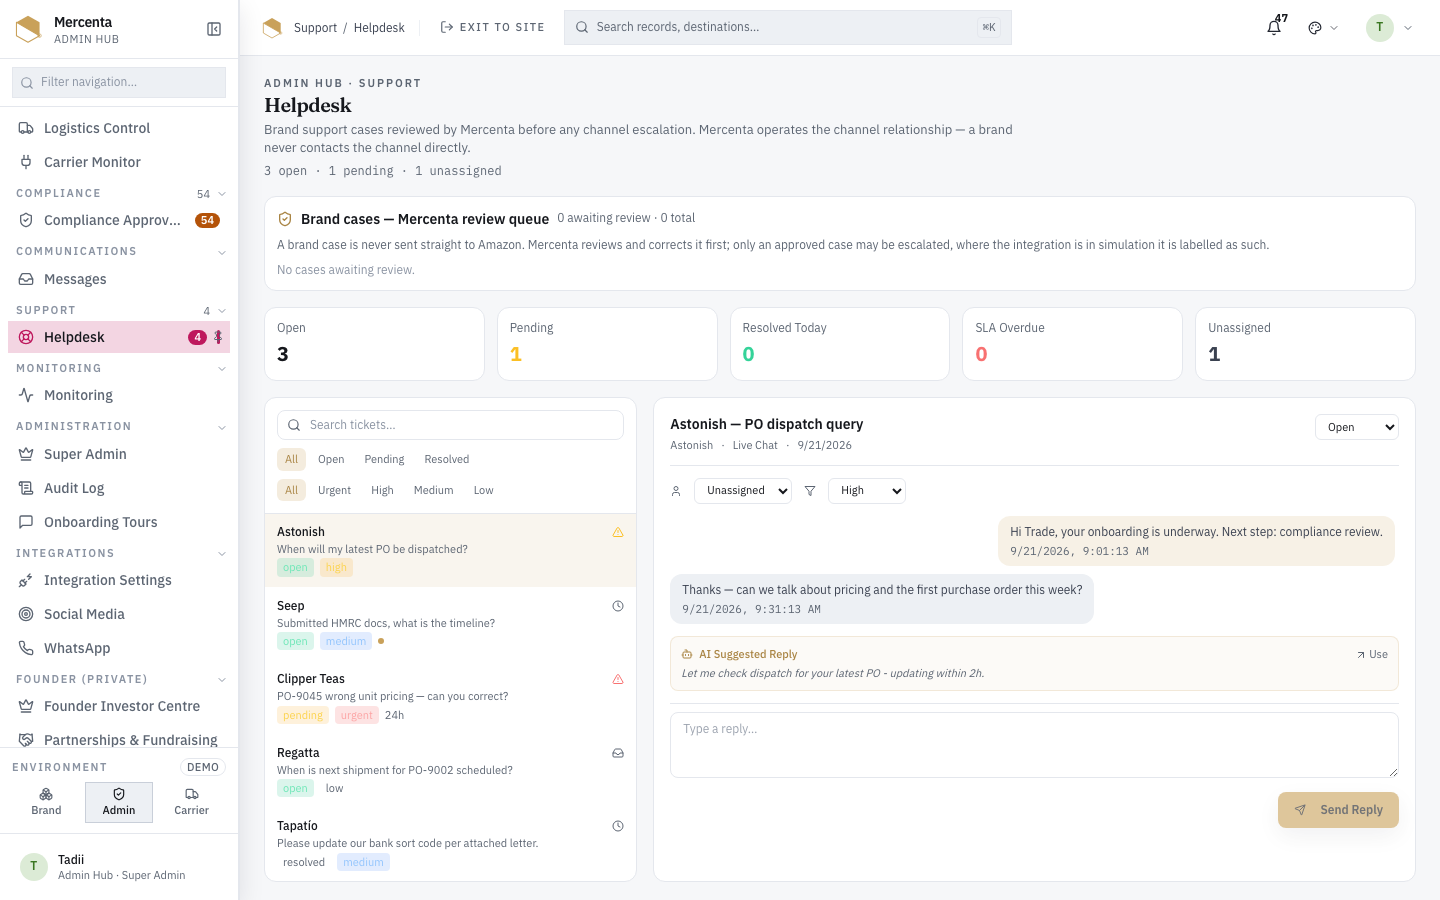 Mercenta
ADMIN HUB
Filter navigation...
Logistics Control
Carrier Monitor
COMPLIANCE 54
Compliance Approv... 54
COMMUNICATIONS
Messages
SUPPORT 4
Helpdesk 4
MONITORING
Monitoring
ADMINISTRATION
Super Admin
Audit Log
Onboarding Tours
INTEGRATIONS
Integration Settings
Social Media
WhatsApp
FOUNDER (PRIVATE)
Founder Investor Centre
Partnerships & Fundraising
ENVIRONMENT DEMO
Brand Admin Carrier
T
Tadii
Admin Hub · Super Admin
Support / Helpdesk
EXIT TO SITE
Search records, destinations... ⌘K
47
T
ADMIN HUB · SUPPORT
Helpdesk
Brand support cases reviewed by Mercenta before any channel escalation. Mercenta operates the channel relationship — a brand
never contacts the channel directly.
3 open · 1 pending · 1 unassigned
Brand cases — Mercenta review queue 0 awaiting review · 0 total
A brand case is never sent straight to Amazon. Mercenta reviews and corrects it first; only an approved case may be escalated, where the integration is in simulation it is labelled as such.
No cases awaiting review.
Open
3
Pending
1
Resolved Today
0
SLA Overdue
0
Unassigned
1
Search tickets...
All Open Pending Resolved
All Urgent High Medium Low
Astonish
When will my latest PO be dispatched?
open high
Seep
Submitted HMRC docs, what is the timeline?
open medium
Clipper Teas
PO-9045 wrong unit pricing — can you correct?
pending urgent 24h
Regatta
When is next shipment for PO-9002 scheduled?
open low
Tapatío
Please update our bank sort code per attached letter.
resolved medium
Astonish — PO dispatch query
Astonish · Live Chat · 9/21/2026
Open
Unassigned High
Hi Trade, your onboarding is underway. Next step: compliance review.
9/21/2026, 9:01:13 AM
Thanks — can we talk about pricing and the first purchase order this week?
9/21/2026, 9:31:13 AM
AI Suggested Reply Use
Let me check dispatch for your latest PO - updating within 2h.
Type a reply...
Send Reply